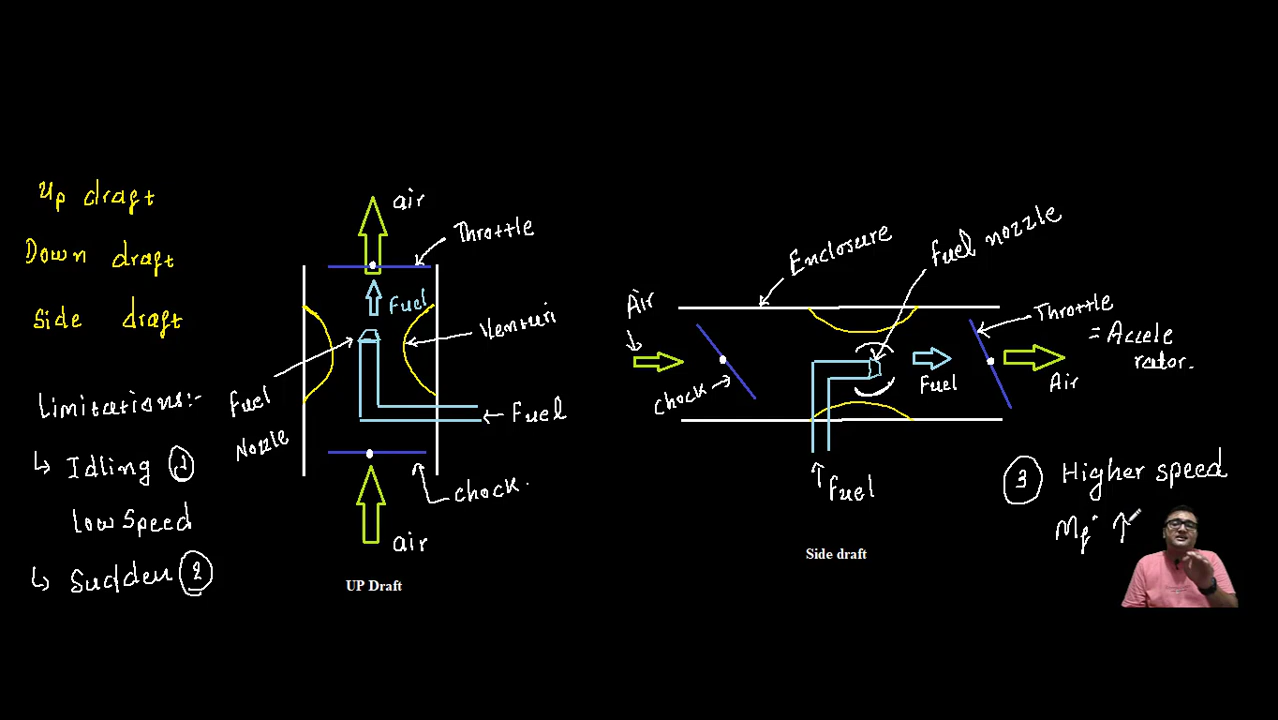 Up draft
Down draft
Side draft
Limitations:-
↳ Idling ①
low Speed
↳ Sudden ②
air
Throttle
Fuel
Venturi
Fuel
Nozzle
← Fuel
chock
air
UP Draft
Enclosure
Fuel nozzle
Air
Throttle
= Accele
rator.
chock
Fuel
Air
Fuel
Side draft
③ Higher speed
ṁf ↑